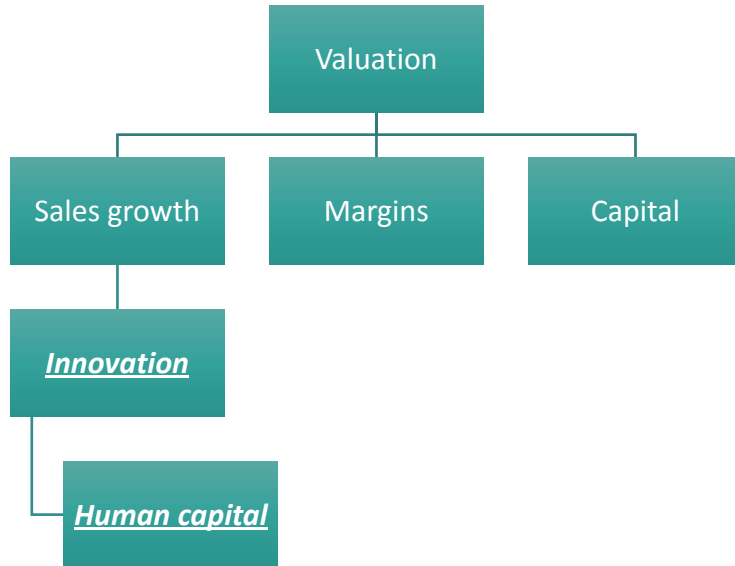 Valuation
Sales growth
Margins
Capital
Innovation
Human capital